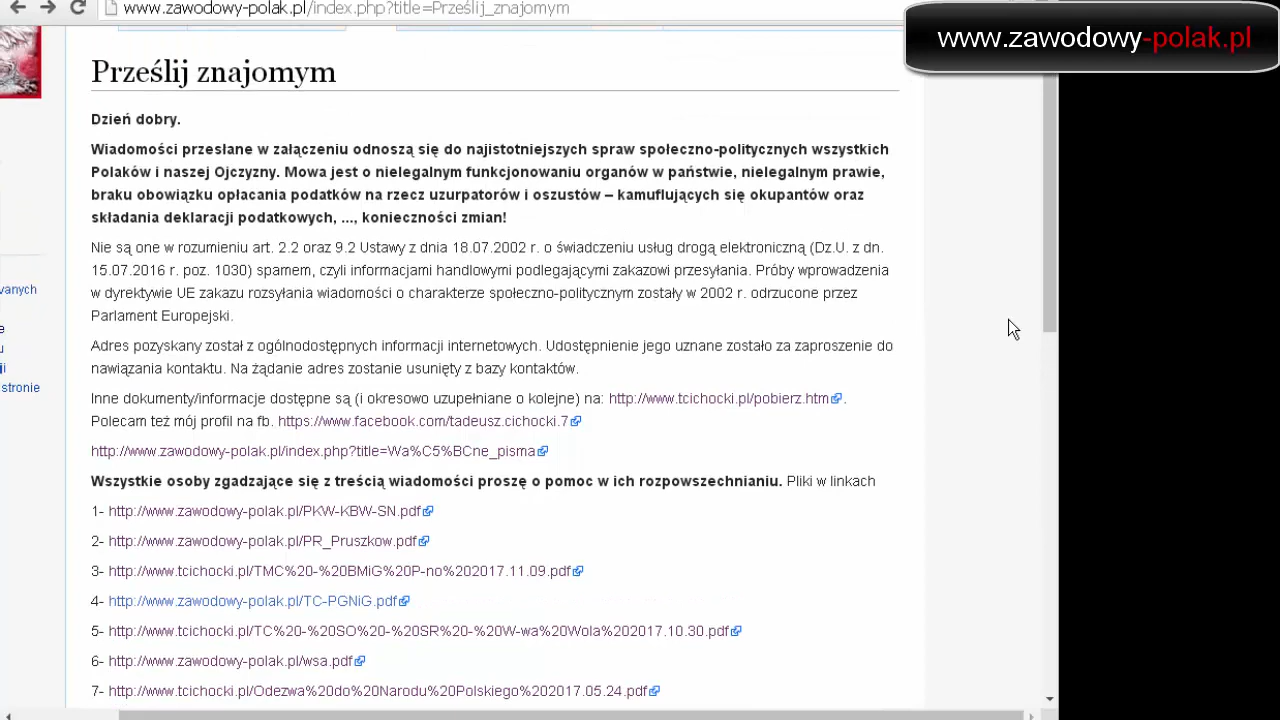 www.zawodowy-polak.pl/index.php?title=Prześlij_znajomym
www.zawodowy-polak.pl
Prześlij znajomym
Dzień dobry.
Wiadomości przesłane w załączeniu odnoszą się do najistotniejszych spraw społeczno-politycznych wszystkich
Polaków i naszej Ojczyzny. Mowa jest o nielegalnym funkcjonowaniu organów w państwie, nielegalnym prawie,
braku obowiązku opłacania podatków na rzecz uzurpatorów i oszustów – kamuflujących się okupantów oraz
składania deklaracji podatkowych, ..., konieczności zmian!
Nie są one w rozumieniu art. 2.2 oraz 9.2 Ustawy z dnia 18.07.2002 r. o świadczeniu usług drogą elektroniczną (Dz.U. z dn.
15.07.2016 r. poz. 1030) spamem, czyli informacjami handlowymi podlegającymi zakazowi przesyłania. Próby wprowadzenia
w dyrektywie UE zakazu rozsyłania wiadomości o charakterze społeczno-politycznym zostały w 2002 r. odrzucone przez
Parlament Europejski.
Adres pozyskany został z ogólnodostępnych informacji internetowych. Udostępnienie jego uznane zostało za zaproszenie do
nawiązania kontaktu. Na żądanie adres zostanie usunięty z bazy kontaktów.
Inne dokumenty/informacje dostępne są (i okresowo uzupełniane o kolejne) na: http://www.tcichocki.pl/pobierz.htm.
Polecam też mój profil na fb. https://www.facebook.com/tadeusz.cichocki.7
http://www.zawodowy-polak.pl/index.php?title=Wa%C5%BCne_pisma
Wszystkie osoby zgadzające się z treścią wiadomości proszę o pomoc w ich rozpowszechnianiu. Pliki w linkach
1- http://www.zawodowy-polak.pl/PKW-KBW-SN.pdf
2- http://www.zawodowy-polak.pl/PR_Pruszkow.pdf
3- http://www.tcichocki.pl/TMC%20-%20BMiG%20P-no%202017.11.09.pdf
4- http://www.zawodowy-polak.pl/TC-PGNiG.pdf
5- http://www.tcichocki.pl/TC%20-%20SO%20-%20SR%20-%20W-wa%20Wola%202017.10.30.pdf
6- http://www.zawodowy-polak.pl/wsa.pdf
7- http://www.tcichocki.pl/Odezwa%20do%20Narodu%20Polskiego%202017.05.24.pdf
stronie